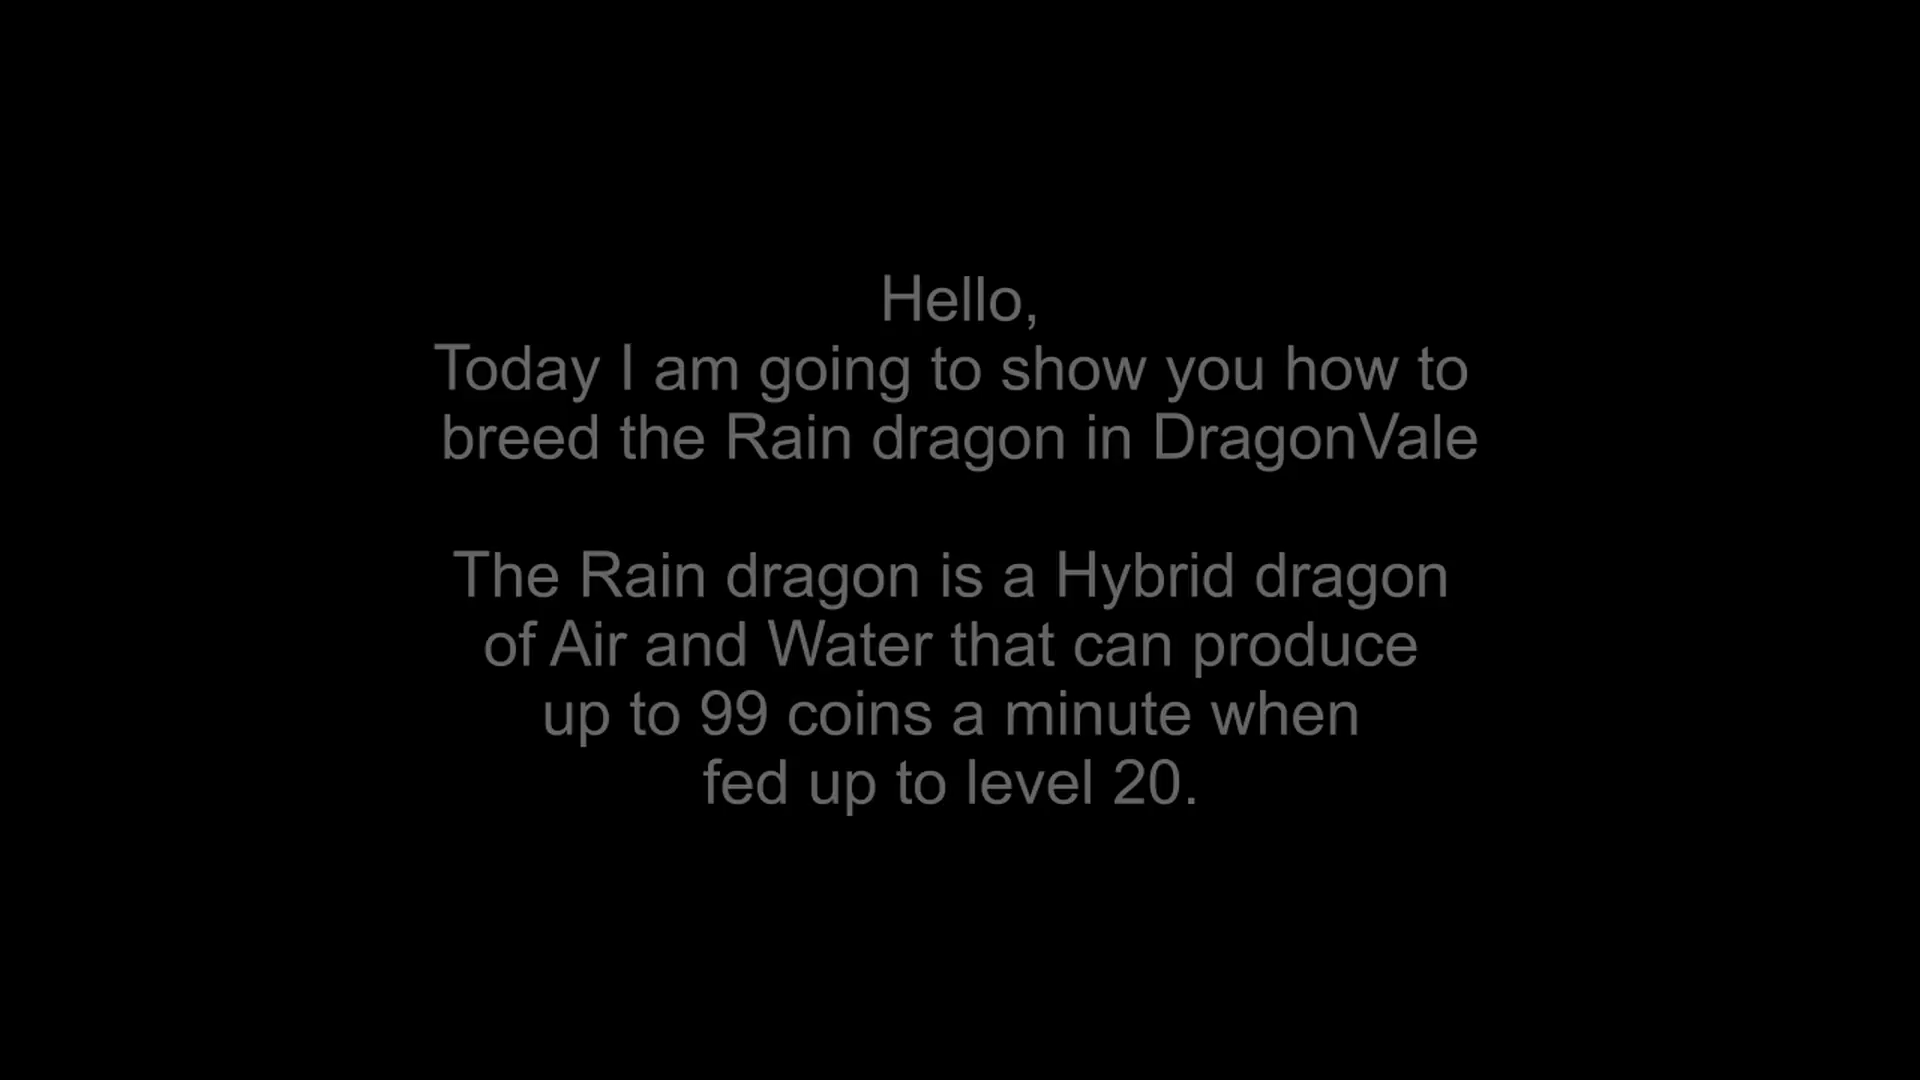 Hello,
Today I am going to show you how to
breed the Rain dragon in DragonVale
The Rain dragon is a Hybrid dragon
of Air and Water that can produce
up to 99 coins a minute when
fed up to level 20.